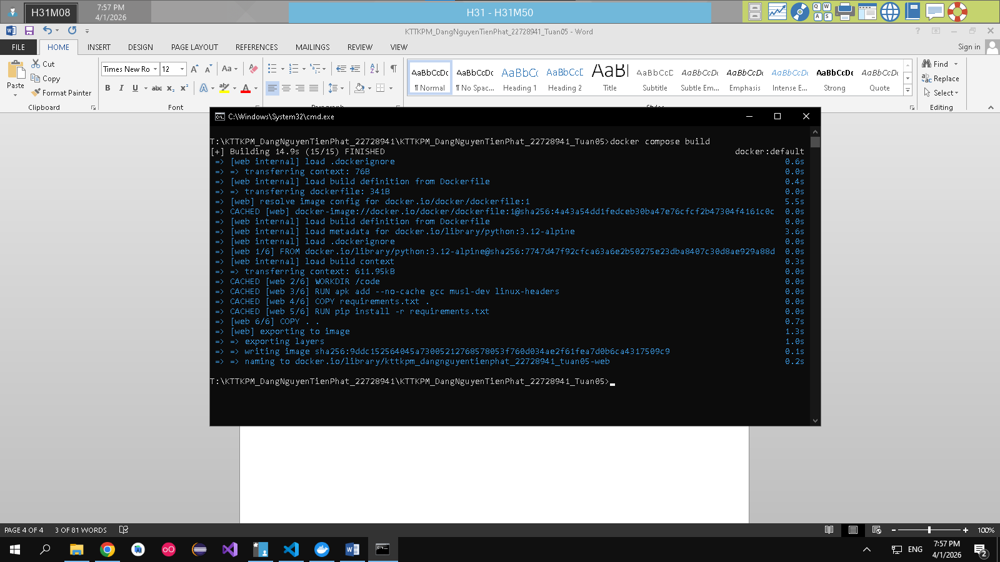 H31M08
7:57 PM
4/1/2026
H31 - H31M50
Q W
A S
KTTKPM_DangNguyenTienPhat_22728941_Tuan05 - Word
FILE HOME INSERT DESIGN PAGE LAYOUT REFERENCES MAILINGS REVIEW VIEW
Sign in
Paste
Cut
Copy
Format Painter
Clipboard
Times New Ro 12
Font
AaBbCcDc
¶ Normal
AaBbCcDc
¶ No Spac...
AaBbCc
Heading 1
AaBbCcD
Heading 2
AaBl
Title
AaBbCcD
Subtitle
AaBbCcDc
Subtle Em...
AaBbCcDc
Emphasis
AaBbCcDc
Intense E...
AaBbCcDc
Strong
AaBbCcDc
Quote
Find
Replace
Select
Editing
C:\Windows\System32\cmd.exe
T:\KTTKPM_DangNguyenTienPhat_22728941\KTTKPM_DangNguyenTienPhat_22728941_Tuan05>docker compose build
[+] Building 14.9s (15/15) FINISHED docker:default
=> [web internal] load .dockerignore 0.6s
=> => transferring context: 76B 0.0s
=> [web internal] load build definition from Dockerfile 0.4s
=> => transferring dockerfile: 341B 0.0s
=> [web] resolve image config for docker.io/docker/dockerfile:1 5.5s
=> CACHED [web] docker-image://docker.io/docker/dockerfile:1@sha256:4a43a54dd1fedceb30ba47e76cfcf2b47304f4161c0c 0.0s
=> [web internal] load build definition from Dockerfile 0.0s
=> [web internal] load metadata for docker.io/library/python:3.12-alpine 3.6s
=> [web internal] load .dockerignore 0.0s
=> [web 1/6] FROM docker.io/library/python:3.12-alpine@sha256:7747d47f92cfca63a6e2b50275e23dba8407c30d8ae929a88d 0.0s
=> [web internal] load build context 0.3s
=> => transferring context: 611.95kB 0.0s
=> CACHED [web 2/6] WORKDIR /code 0.0s
=> CACHED [web 3/6] RUN apk add --no-cache gcc musl-dev linux-headers 0.0s
=> CACHED [web 4/6] COPY requirements.txt . 0.0s
=> CACHED [web 5/6] RUN pip install -r requirements.txt 0.0s
=> [web 6/6] COPY . . 0.7s
=> [web] exporting to image 1.3s
=> => exporting layers 1.0s
=> => writing image sha256:9ddc152564045a73005212768578053f760d034ae2f61fea7d0b6ca4317509c9 0.1s
=> => naming to docker.io/library/kttkpm_dangnguyentienphat_22728941_tuan05-web 0.2s
T:\KTTKPM_DangNguyenTienPhat_22728941\KTTKPM_DangNguyenTienPhat_22728941_Tuan05>
PAGE 4 OF 4 3 OF 81 WORDS
100%
ENG
7:57 PM
4/1/2026
2